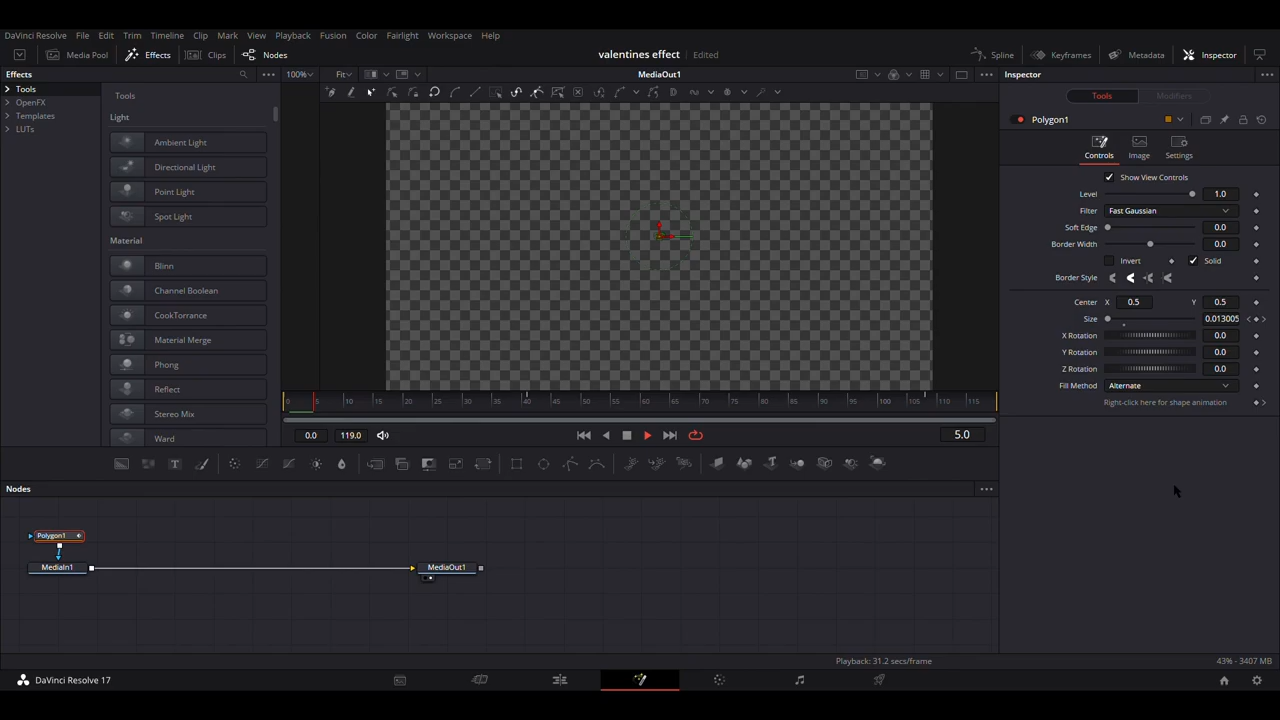 DaVinci Resolve File Edit Trim Timeline Clip Mark View Playback Fusion Color Fairlight Workspace Help
Media Pool Effects Clips Nodes valentines effect Edited Spline Keyframes Metadata Inspector
Effects 100% Fit MediaOut1 Inspector
Tools
OpenFX
Templates
LUTs
Tools
Light
Ambient Light
Directional Light
Point Light
Spot Light
Material
Blinn
Channel Boolean
CookTorrance
Material Merge
Phong
Reflect
Stereo Mix
Ward
0 5 10 15 20 25 30 35 40 45 50 55 60 65 70 75 80 85 90 95 100 105 110 115
0.0 119.0 5.0
Tools Modifiers
Polygon1
Controls Image Settings
Show View Controls
Level 1.0
Filter Fast Gaussian
Soft Edge 0.0
Border Width 0.0
Invert Solid
Border Style
Center X 0.5 Y 0.5
Size 0.013005
X Rotation 0.0
Y Rotation 0.0
Z Rotation 0.0
Fill Method Alternate
Right-click here for shape animation
Nodes
Polygon1
MediaIn1 MediaOut1
Playback: 31.2 secs/frame 43% - 3407 MB
DaVinci Resolve 17